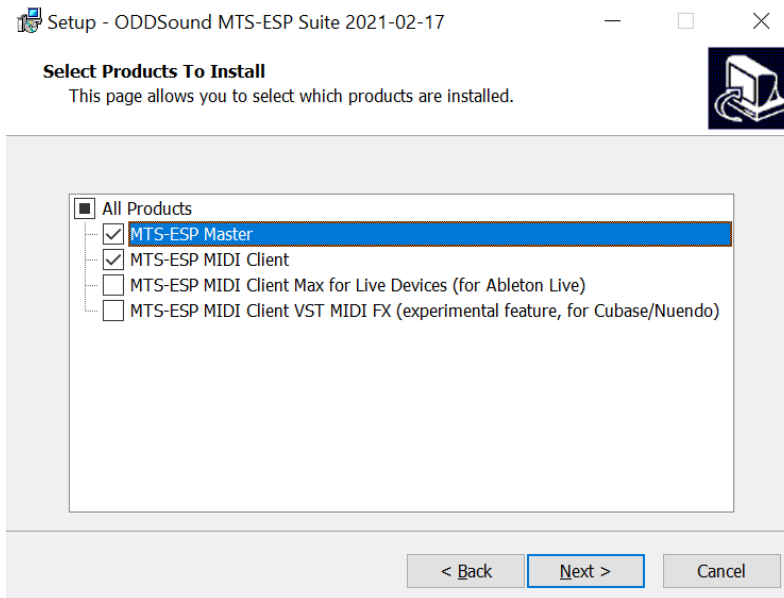 Setup - ODDSound MTS-ESP Suite 2021-02-17
Select Products To Install
This page allows you to select which products are installed.
All Products
MTS-ESP Master
MTS-ESP MIDI Client
MTS-ESP MIDI Client Max for Live Devices (for Ableton Live)
MTS-ESP MIDI Client VST MIDI FX (experimental feature, for Cubase/Nuendo)
< Back Next > Cancel